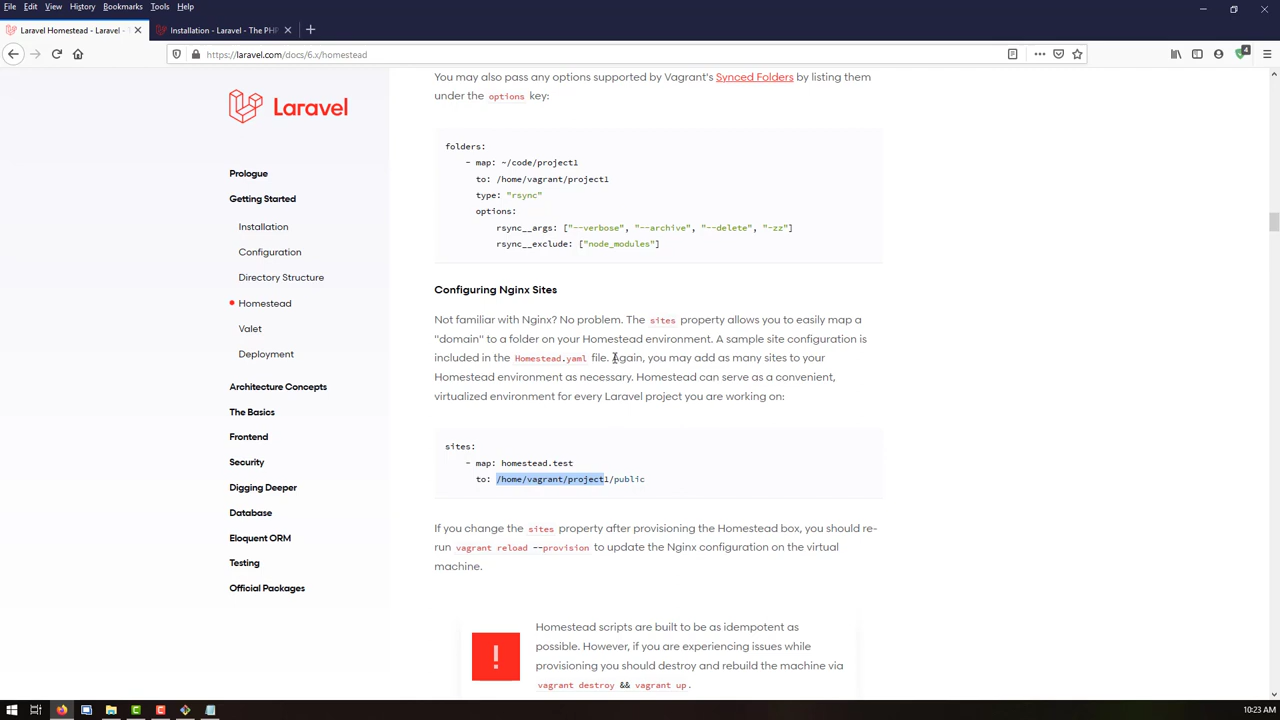 File Edit View History Bookmarks Tools Help
Laravel Homestead - Laravel -
Installation - Laravel - The PHP
https://laravel.com/docs/6.x/homestead
4
Laravel
Prologue
Getting Started
Installation
Configuration
Directory Structure
Homestead
Valet
Deployment
Architecture Concepts
The Basics
Frontend
Security
Digging Deeper
Database
Eloquent ORM
Testing
Official Packages
You may also pass any options supported by Vagrant's Synced Folders by listing them
under the options key:
folders:
- map: ~/code/project1
to: /home/vagrant/project1
type: "rsync"
options:
rsync__args: ["--verbose", "--archive", "--delete", "-zz"]
rsync__exclude: ["node_modules"]
Configuring Nginx Sites
Not familiar with Nginx? No problem. The sites property allows you to easily map a
"domain" to a folder on your Homestead environment. A sample site configuration is
included in the Homestead.yaml file. Again, you may add as many sites to your
Homestead environment as necessary. Homestead can serve as a convenient,
virtualized environment for every Laravel project you are working on:
sites:
- map: homestead.test
to: /home/vagrant/project1/public
If you change the sites property after provisioning the Homestead box, you should re-
run vagrant reload --provision to update the Nginx configuration on the virtual
machine.
!
Homestead scripts are built to be as idempotent as
possible. However, if you are experiencing issues while
provisioning you should destroy and rebuild the machine via
vagrant destroy && vagrant up.
10:23 AM